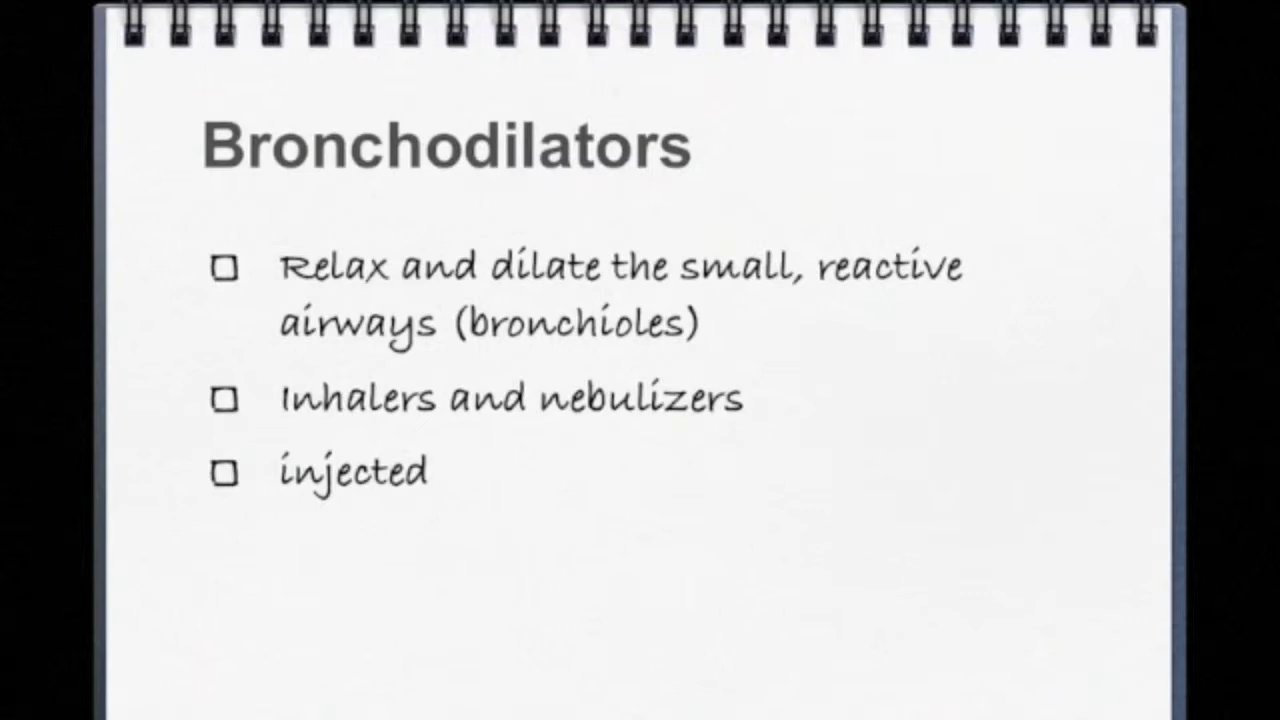 Bronchodilators
Relax and dilate the small, reactive
airways (bronchioles)
Inhalers and nebulizers
injected